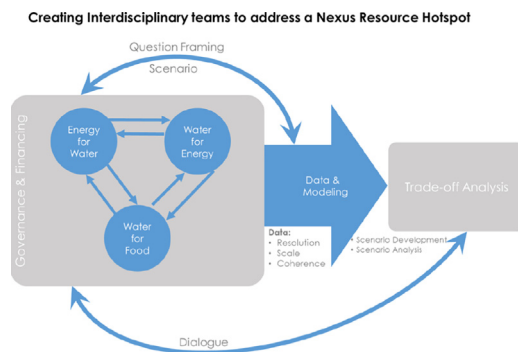 Creating Interdisciplinary teams to address a Nexus Resource Hotspot
Question Framing
Scenario
Governance & Financing
Energy
for
Water
Water
for
Energy
Water
for
Food
Data &
Modeling
Trade-off Analysis
Data:
• Resolution
• Scale
• Coherence
• Scenario Development
• Scenario Analysis
Dialogue